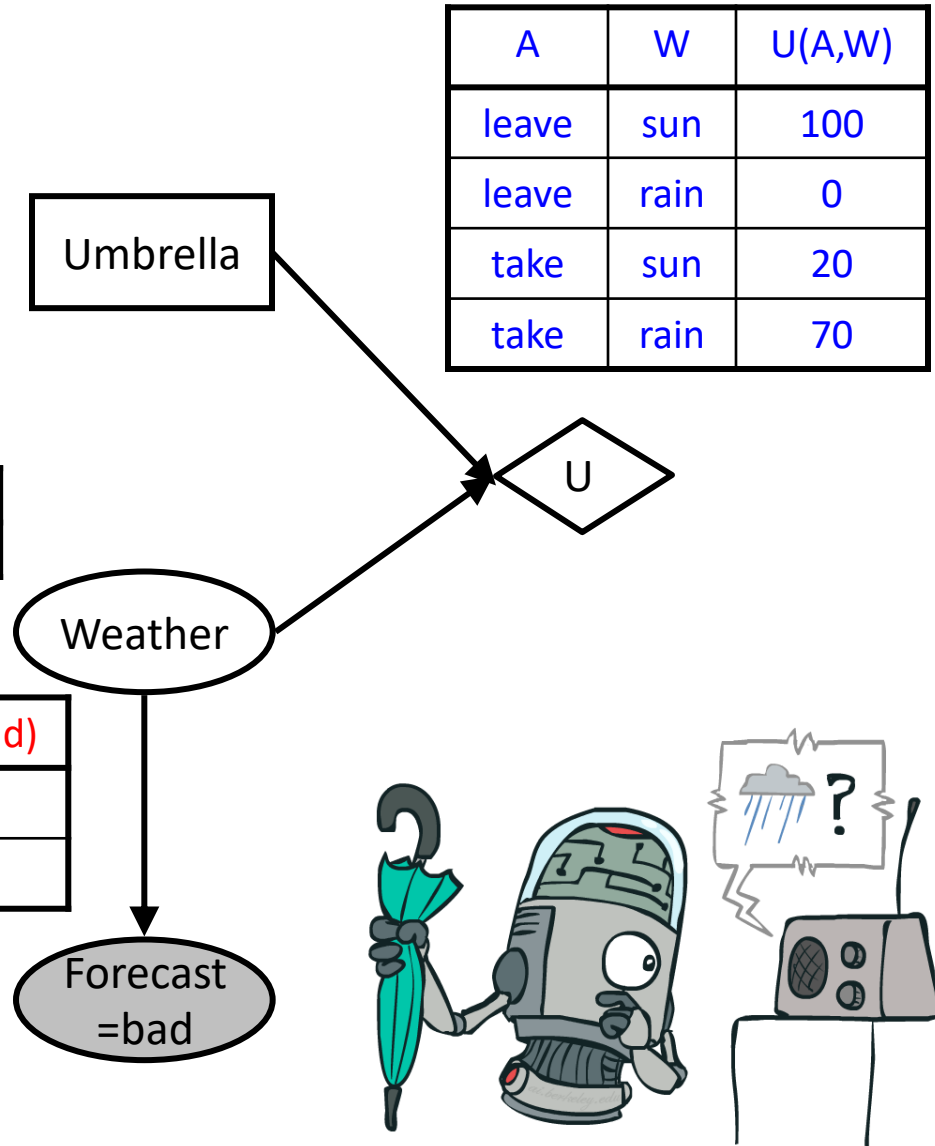 A W U(A,W)
leave sun 100
leave rain 0
take sun 20
take rain 70
Umbrella
U
Weather
d)
Forecast
=bad
?